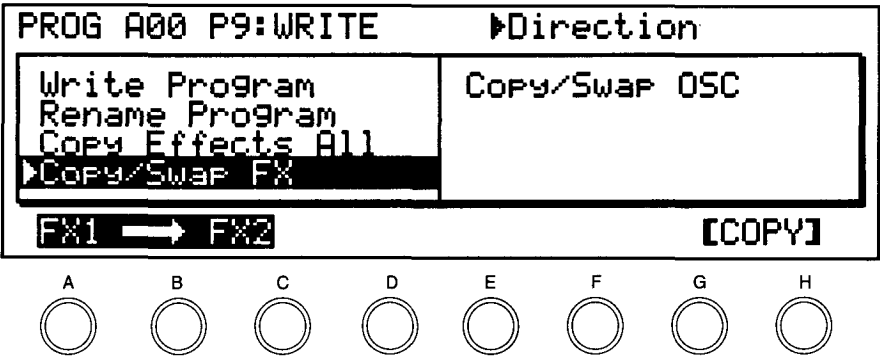 PROG A00 P9:WRITE ▶Direction
Write Program Copy/Swap OSC
Rename Program
Copy Effects All
▶Copy/Swap FX
FX1 → FX2 [COPY]
A B C D E F G H